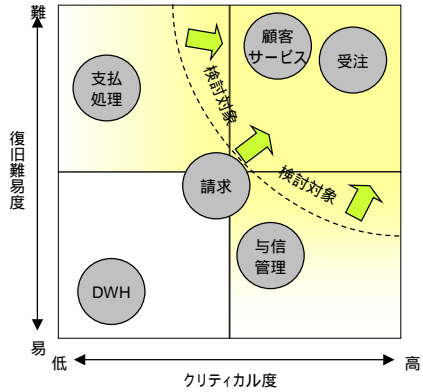 難
顧客
サービス
受注
支払
処理
検討対象
復旧難易度
請求
検討対象
与信
管理
DWH
易
低
高
クリティカル度